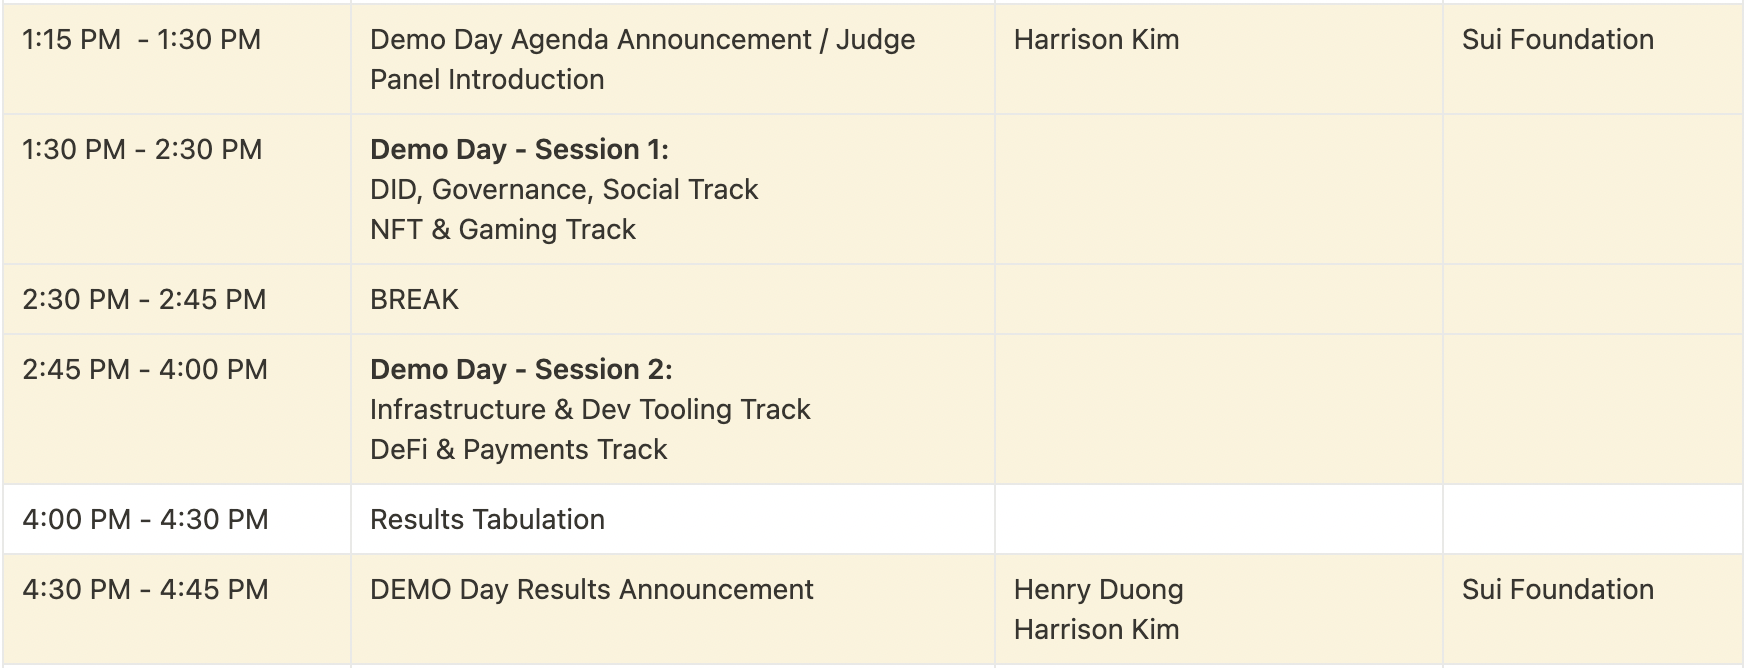 1:15 PM  - 1:30 PM
Demo Day Agenda Announcement / Judge
Panel Introduction
Harrison Kim
Sui Foundation
1:30 PM - 2:30 PM
Demo Day - Session 1:
DID, Governance, Social Track
NFT & Gaming Track
2:30 PM - 2:45 PM
BREAK
2:45 PM - 4:00 PM
Demo Day - Session 2:
Infrastructure & Dev Tooling Track
DeFi & Payments Track
4:00 PM - 4:30 PM
Results Tabulation
4:30 PM - 4:45 PM
DEMO Day Results Announcement
Henry Duong
Harrison Kim
Sui Foundation